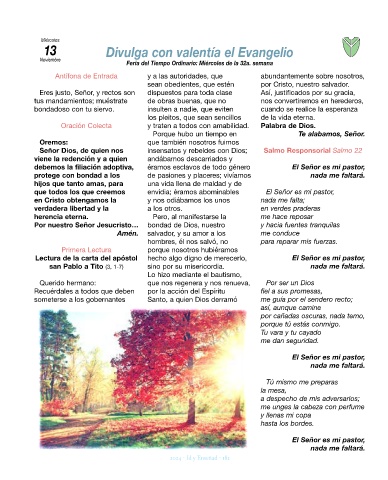 Miércoles
13
Noviembre
Divulga con valentía el Evangelio
Feria del Tiempo Ordinario: Miércoles de la 32a. semana
Antífona de Entrada
Eres justo, Señor, y rectos son
tus mandamientos; muéstrate
bondadoso con tu siervo.
Oración Colecta
Oremos:
Señor Dios, de quien nos
viene la redención y a quien
debemos la filiación adoptiva,
protege con bondad a los
hijos que tanto amas, para
que todos los que creemos
en Cristo obtengamos la
verdadera libertad y la
herencia eterna.
Por nuestro Señor Jesucristo…
Amén.
Primera Lectura
Lectura de la carta del apóstol
san Pablo a Tito (3, 1-7)
Querido hermano:
Recuérdales a todos que deben
someterse a los gobernantes
y a las autoridades, que
sean obedientes, que estén
dispuestos para toda clase
de obras buenas, que no
insulten a nadie, que eviten
los pleitos, que sean sencillos
y traten a todos con amabilidad.
Porque hubo un tiempo en
que también nosotros fuimos
insensatos y rebeldes con Dios;
andábamos descarriados y
éramos esclavos de todo género
de pasiones y placeres; vivíamos
una vida llena de maldad y de
envidia; éramos abominables
y nos odiábamos los unos
a los otros.
Pero, al manifestarse la
bondad de Dios, nuestro
salvador, y su amor a los
hombres, él nos salvó, no
porque nosotros hubiéramos
hecho algo digno de merecerlo,
sino por su misericordia.
Lo hizo mediante el bautismo,
que nos regenera y nos renueva,
por la acción del Espíritu
Santo, a quien Dios derramó
abundantemente sobre nosotros,
por Cristo, nuestro salvador.
Así, justificados por su gracia,
nos convertiremos en herederos,
cuando se realice la esperanza
de la vida eterna.
Palabra de Dios.
Te alabamos, Señor.
Salmo Responsorial Salmo 22
El Señor es mi pastor,
nada me faltará.
El Señor es mi pastor,
nada me falta;
en verdes praderas
me hace reposar
y hacia fuentes tranquilas
me conduce
para reparar mis fuerzas.
El Señor es mi pastor,
nada me faltará.
Por ser un Dios
fiel a sus promesas,
me guía por el sendero recto;
así, aunque camine
por cañadas oscuras, nada temo,
porque tú estás conmigo.
Tu vara y tu cayado
me dan seguridad.
El Señor es mi pastor,
nada me faltará.
Tú mismo me preparas
la mesa,
a despecho de mis adversarios;
me unges la cabeza con perfume
y llenas mi copa
hasta los bordes.
El Señor es mi pastor,
nada me faltará.